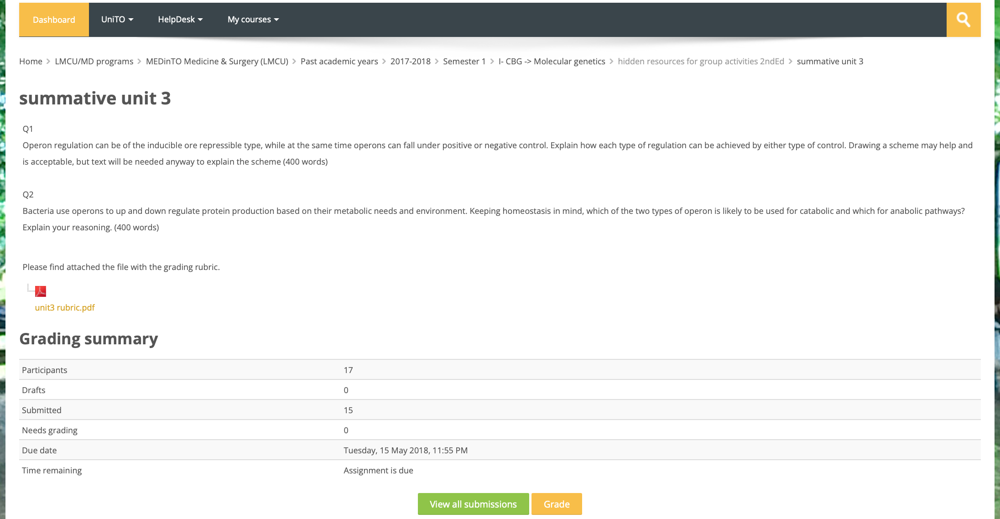 Dashboard UniTO HelpDesk My courses
Home > LMCU/MD programs > MEDinTO Medicine & Surgery (LMCU) > Past academic years > 2017-2018 > Semester 1 > I- CBG -> Molecular genetics > hidden resources for group activities 2ndEd > summative unit 3
summative unit 3
Q1
Operon regulation can be of the inducible ore repressible type, while at the same time operons can fall under positive or negative control. Explain how each type of regulation can be achieved by either type of control. Drawing a scheme may help and
is acceptable, but text will be needed anyway to explain the scheme (400 words)
Q2
Bacteria use operons to up and down regulate protein production based on their metabolic needs and environment. Keeping homeostasis in mind, which of the two types of operon is likely to be used for catabolic and which for anabolic pathways?
Explain your reasoning. (400 words)
Please find attached the file with the grading rubric.
unit3 rubric.pdf
Grading summary
Participants 17
Drafts 0
Submitted 15
Needs grading 0
Due date Tuesday, 15 May 2018, 11:55 PM
Time remaining Assignment is due
View all submissions Grade